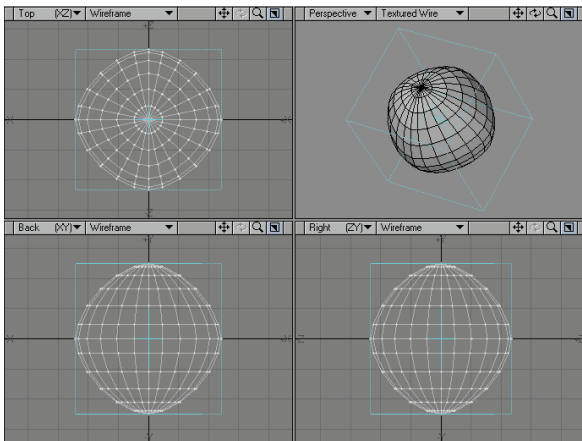 Top (XZ) Wireframe
Perspective Textured Wire
Back (XY) Wireframe
Right (ZY) Wireframe